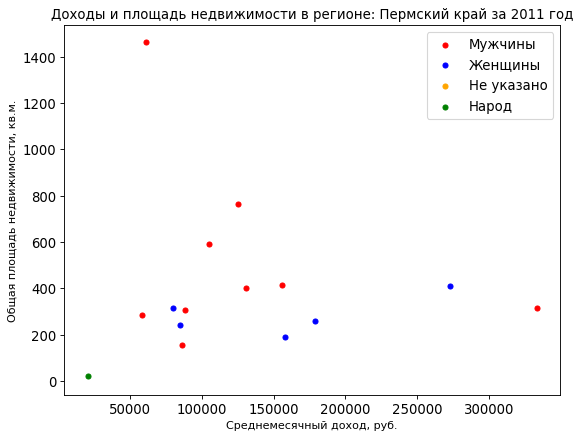 Доходы и площадь недвижимости в регионе: Пермский край за 2011 год
Мужчины
Женщины
Не указано
Народ
Общая площадь недвижимости, кв.м.
1400
1200
1000
800
600
400
200
0
50000 100000 150000 200000 250000 300000
Среднемесячный доход, руб.